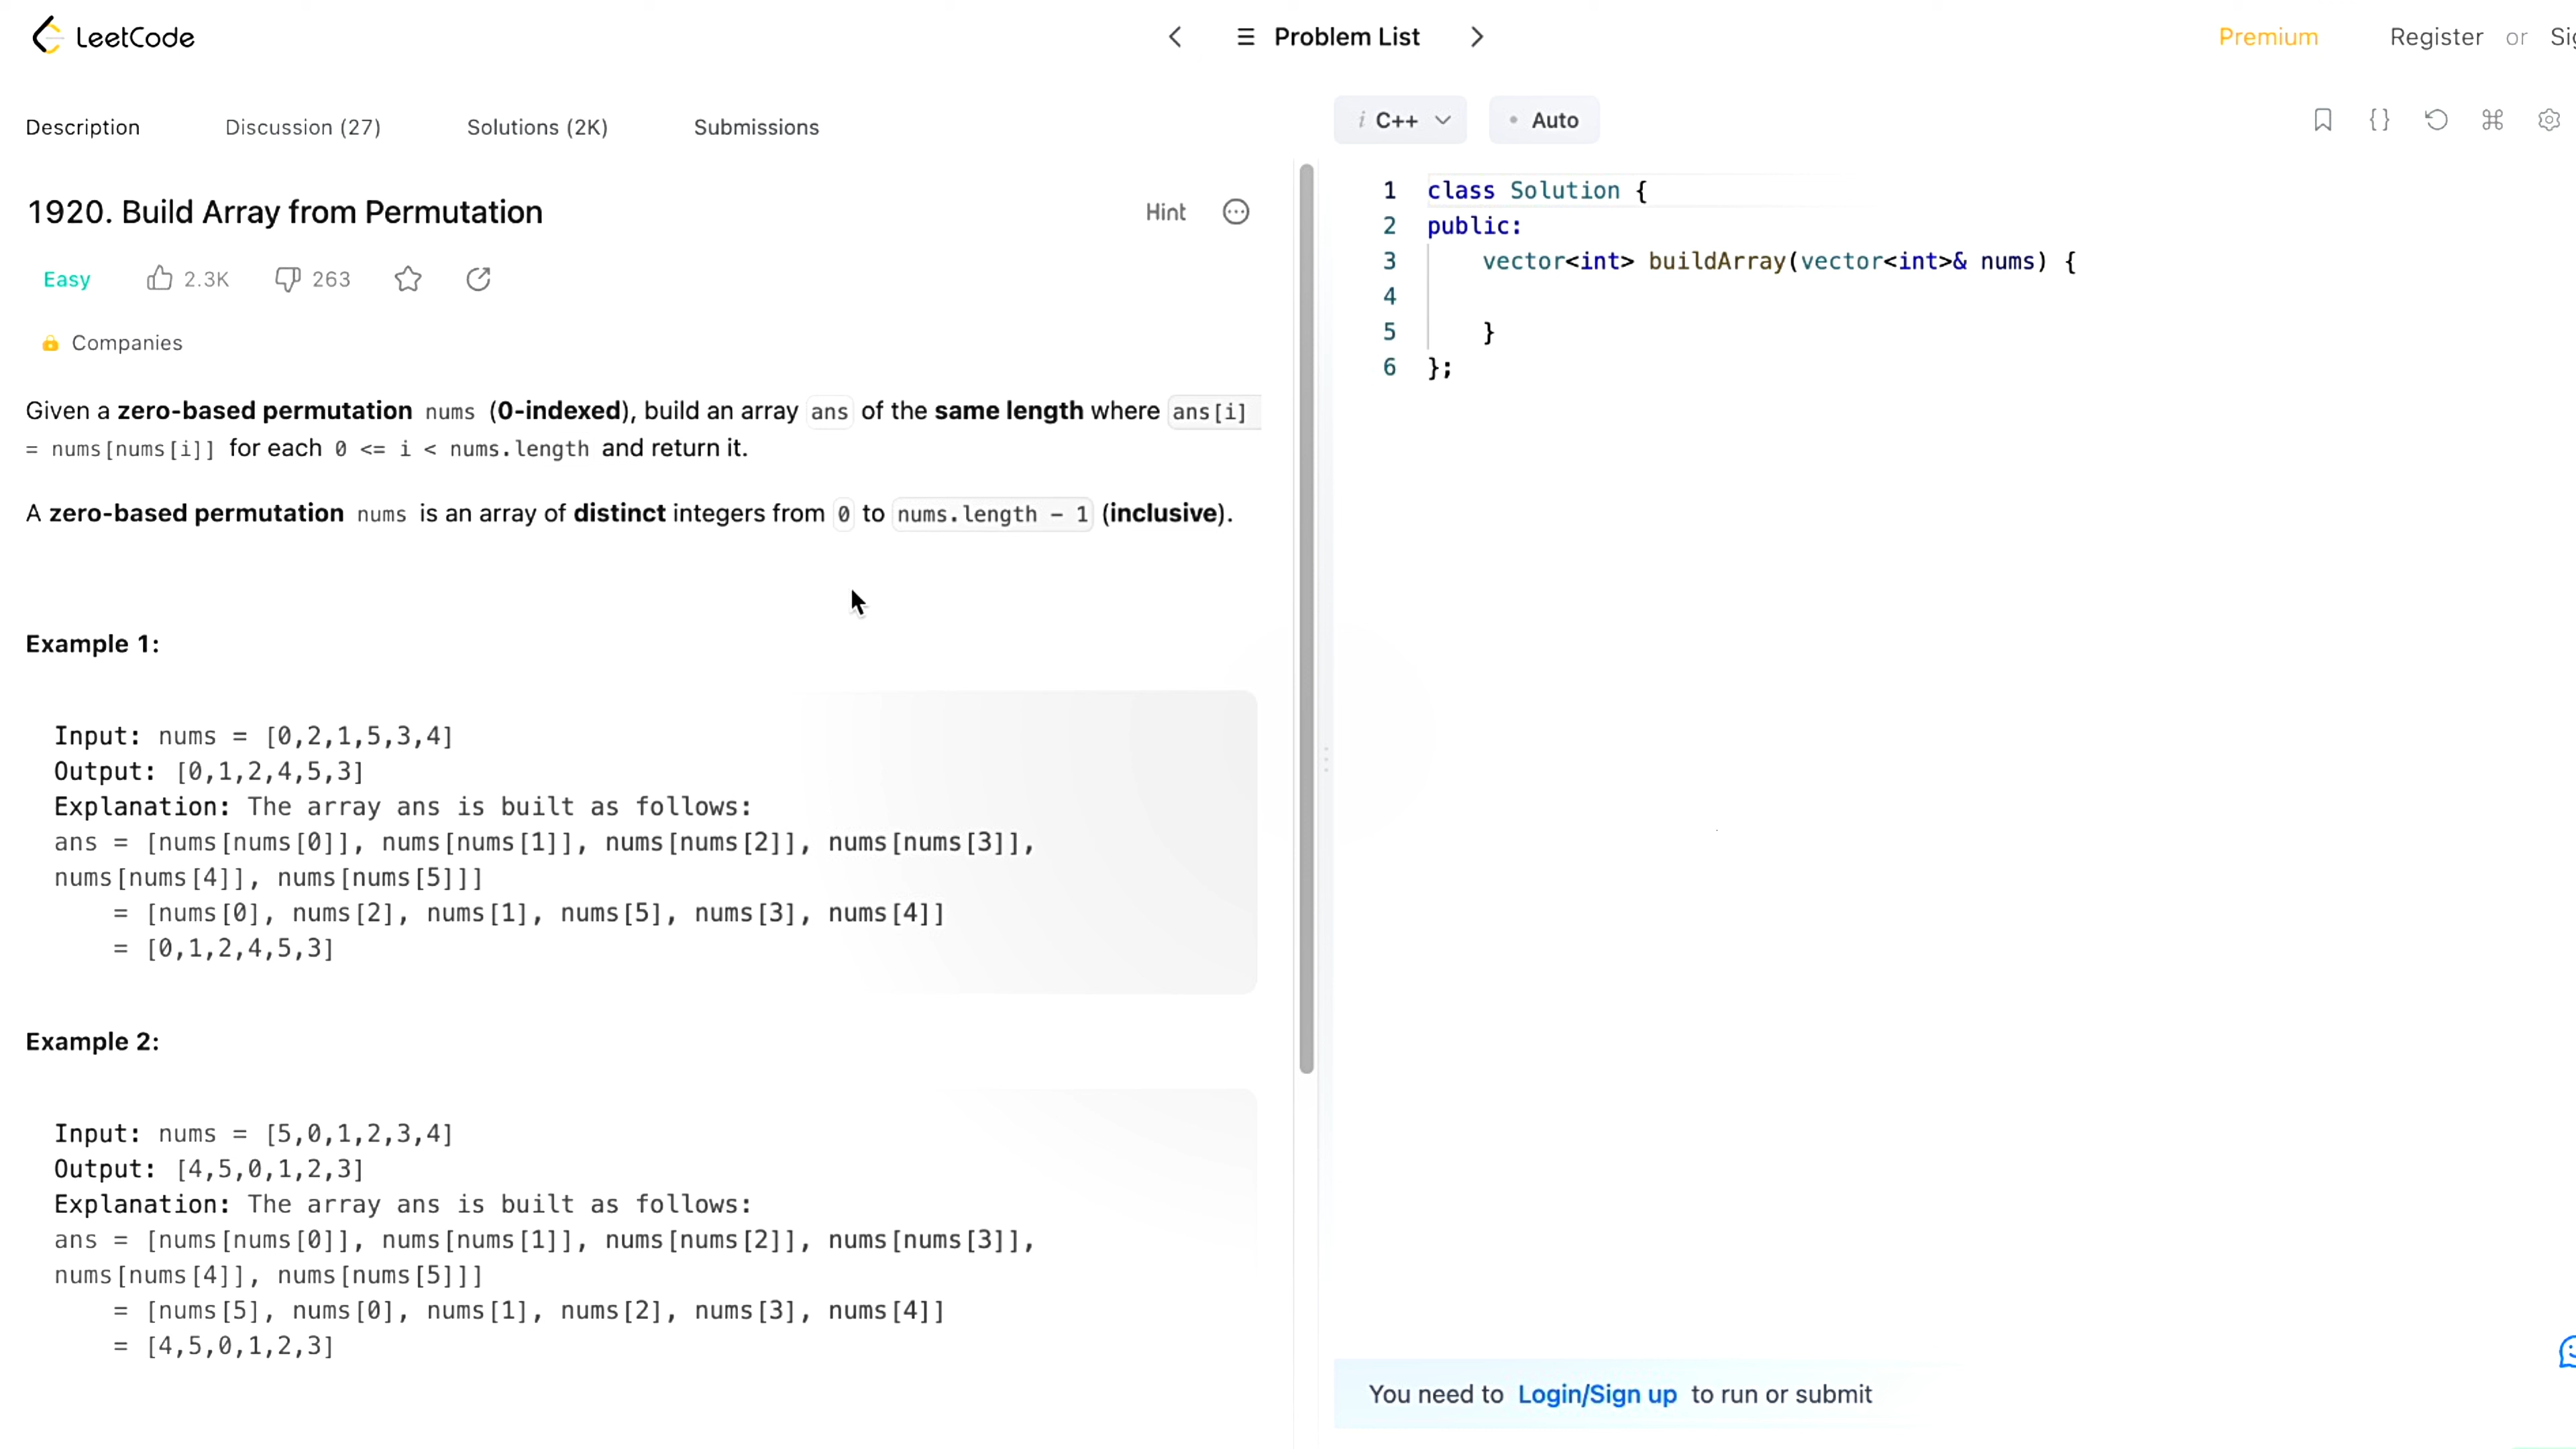 LeetCode
Problem List
Premium
Register or
Description
Discussion (27)
Solutions (2K)
Submissions
1920. Build Array from Permutation
Hint
Easy
2.3K
263
Companies
Given a zero-based permutation nums (0-indexed), build an array ans of the same length where ans[i]
= nums[nums[i]] for each 0 <= i < nums.length and return it.
A zero-based permutation nums is an array of distinct integers from 0 to nums.length - 1 (inclusive).
Example 1:
Input: nums = [0,2,1,5,3,4]
Output: [0,1,2,4,5,3]
Explanation: The array ans is built as follows:
ans = [nums[nums[0]], nums[nums[1]], nums[nums[2]], nums[nums[3]],
nums[nums[4]], nums[nums[5]]]
= [nums[0], nums[2], nums[1], nums[5], nums[3], nums[4]]
= [0,1,2,4,5,3]
Example 2:
Input: nums = [5,0,1,2,3,4]
Output: [4,5,0,1,2,3]
Explanation: The array ans is built as follows:
ans = [nums[nums[0]], nums[nums[1]], nums[nums[2]], nums[nums[3]],
nums[nums[4]], nums[nums[5]]]
= [nums[5], nums[0], nums[1], nums[2], nums[3], nums[4]]
= [4,5,0,1,2,3]
i C++
Auto
{}
1 class Solution {
2 public:
3 vector<int> buildArray(vector<int>& nums) {
4
5 }
6 };
You need to Login/Sign up to run or submit